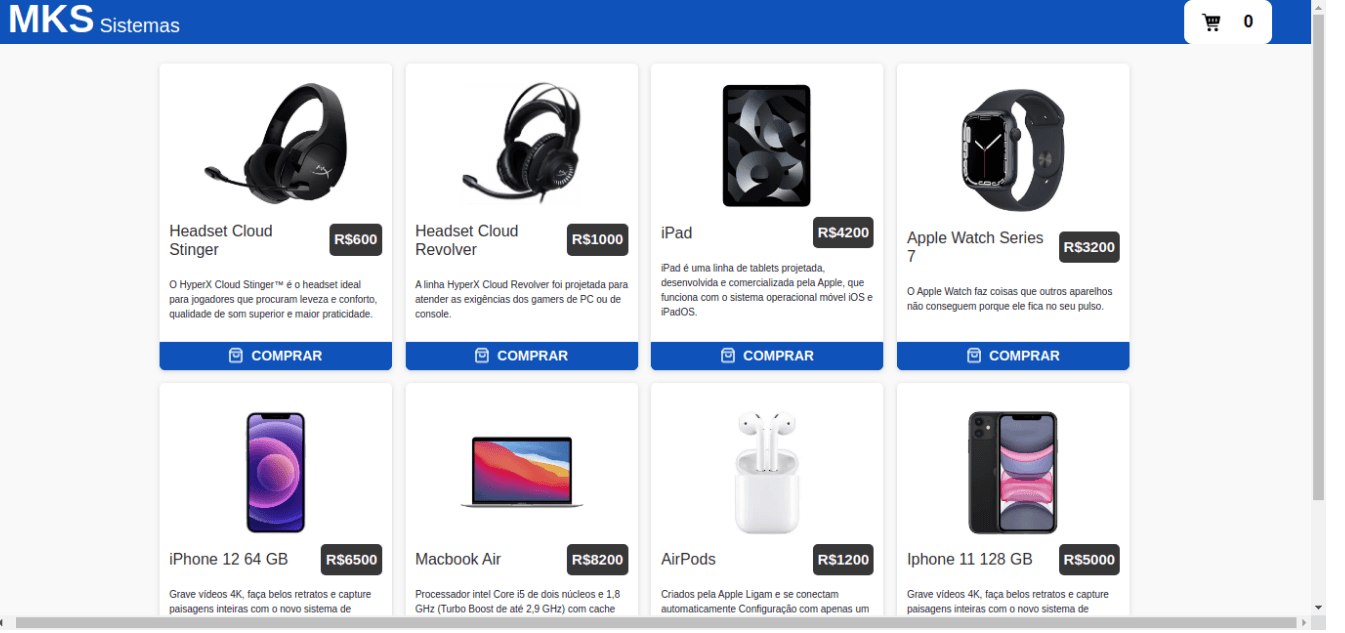 MKS Sistemas
0
Headset Cloud
Stinger
R$600
O HyperX Cloud Stinger™ é o headset ideal
para jogadores que procuram leveza e conforto,
qualidade de som superior e maior praticidade.
COMPRAR
Headset Cloud
Revolver
R$1000
A linha HyperX Cloud Revolver foi projetada para
atender as exigências dos gamers de PC ou de
console.
COMPRAR
iPad
R$4200
iPad é uma linha de tablets projetada,
desenvolvida e comercializada pela Apple, que
funciona com o sistema operacional móvel iOS e
iPadOS.
COMPRAR
Apple Watch Series
7
R$3200
O Apple Watch faz coisas que outros aparelhos
não conseguem porque ele fica no seu pulso.
COMPRAR
iPhone 12 64 GB
R$6500
Grave vídeos 4K, faça belos retratos e capture
paisagens inteiras com o novo sistema de
Macbook Air
R$8200
Processador intel Core i5 de dois núcleos e 1,8
GHz (Turbo Boost de até 2,9 GHz) com cache
AirPods
R$1200
Criados pela Apple Ligam e se conectam
automaticamente Configuração com apenas um
Iphone 11 128 GB
R$5000
Grave vídeos 4K, faça belos retratos e capture
paisagens inteiras com o novo sistema de